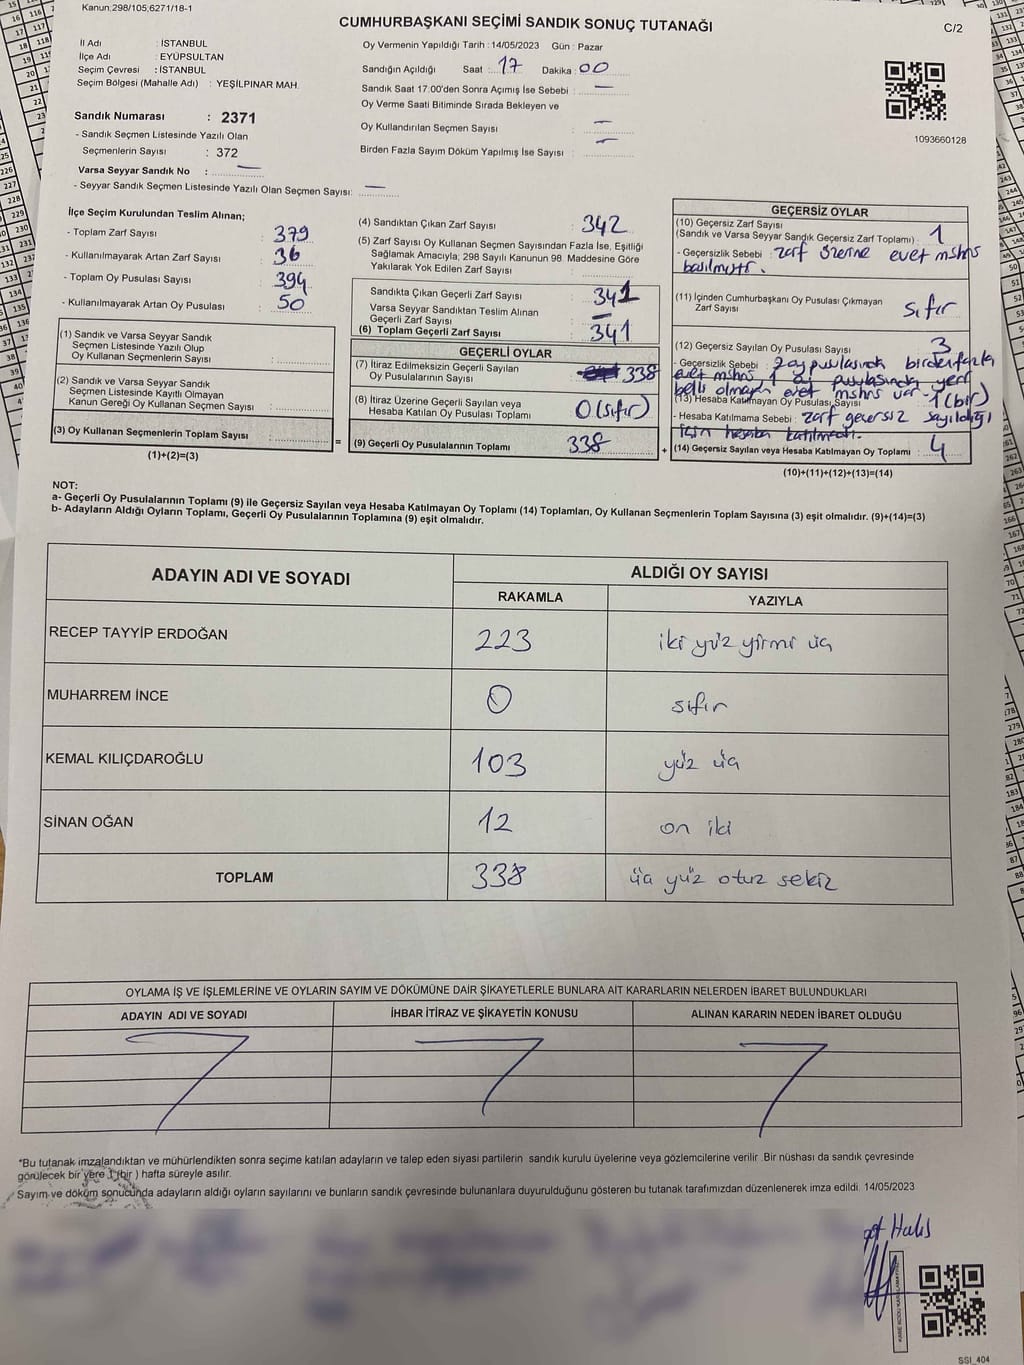 Kanun:298/105;6271/18-1
CUMHURBAŞKANI SEÇİMİ SANDIK SONUÇ TUTANAĞI
C/2
İl Adı : İSTANBUL
İlçe Adı : EYÜPSULTAN
Seçim Çevresi : İSTANBUL
Seçim Bölgesi (Mahalle Adı) : YEŞİLPINAR MAH.
Oy Vermenin Yapıldığı Tarih : 14/05/2023 Gün : Pazar
Sandığın Açıldığı Saat : 17 Dakika : 00
Sandık Saat 17.00'den Sonra Açımış İse Sebebi : —
Oy Verme Saati Bitiminde Sırada Bekleyen ve
Oy Kullandırılan Seçmen Sayısı : —
Birden Fazla Sayım Döküm Yapılmış İse Sayısı : —
1093660128
Sandık Numarası : 2371
- Sandık Seçmen Listesinde Yazılı Olan
Seçmenlerin Sayısı : 372
Varsa Seyyar Sandık No : —
- Seyyar Sandık Seçmen Listesinde Yazılı Olan Seçmen Sayısı: —
İlçe Seçim Kurulundan Teslim Alınan;
- Toplam Zarf Sayısı : 379
- Kullanılmayarak Artan Zarf Sayısı : 36
- Toplam Oy Pusulası Sayısı : 394
- Kullanılmayarak Artan Oy Pusulası : 50
(1) Sandık ve Varsa Seyyar Sandık
Seçmen Listesinde Yazılı Olup
Oy Kullanan Seçmenlerin Sayısı :
(2) Sandık ve Varsa Seyyar Sandık
Seçmen Listesinde Kayıtlı Olmayan
Kanun Gereği Oy Kullanan Seçmen Sayısı :
(3) Oy Kullanan Seçmenlerin Toplam Sayısı :
(1)+(2)=(3)
=
(4) Sandıktan Çıkan Zarf Sayısı : 342
(5) Zarf Sayısı Oy Kullanan Seçmen Sayısından Fazla İse, Eşitliği
Sağlamak Amacıyla; 298 Sayılı Kanunun 98. Maddesine Göre
Yakılarak Yok Edilen Zarf Sayısı :
Sandıkta Çıkan Geçerli Zarf Sayısı : 341
Varsa Seyyar Sandıktan Teslim Alınan
Geçerli Zarf Sayısı : —
(6) Toplam Geçerli Zarf Sayısı : 341
GEÇERLİ OYLAR
(7) İtiraz Edilmeksizin Geçerli Sayılan
Oy Pusulalarının Sayısı : 338
(8) İtiraz Üzerine Geçerli Sayılan veya
Hesaba Katılan Oy Pusulası Toplamı : 0 (sıfır)
(9) Geçerli Oy Pusulalarının Toplamı : 338
+
GEÇERSİZ OYLAR
(10) Geçersiz Zarf Sayısı
(Sandık ve Varsa Seyyar Sandık Geçersiz Zarf Toplamı) : 1
- Geçersizlik Sebebi : zarf üzerine evet mührü
basılmıştır.
(11) İçinden Cumhurbaşkanı Oy Pusulası Çıkmayan
Zarf Sayısı : sıfır
(12) Geçersiz Sayılan Oy Pusulası Sayısı : 3
- Geçersizlik Sebebi : 2 oy pusulasında birden fazla
evet mührü 1 oy pusulasında yeri
belli olmayan evet mührü var
(13) Hesaba Katılmayan Oy Pusulası Sayısı : 1 (bir)
- Hesaba Katılmama Sebebi : zarf geçersiz sayıldığı
için hesaba katılmadı.
(14) Geçersiz Sayılan veya Hesaba Katılmayan Oy Toplamı : 4
(10)+(11)+(12)+(13)=(14)
NOT:
a- Geçerli Oy Pusulalarının Toplamı (9) ile Geçersiz Sayılan veya Hesaba Katılmayan Oy Toplamı (14) Toplamları, Oy Kullanan Seçmenlerin Toplam Sayısına (3) eşit olmalıdır. (9)+(14)=(3)
b- Adayların Aldığı Oyların Toplamı, Geçerli Oy Pusulalarının Toplamına (9) eşit olmalıdır.
ADAYIN ADI VE SOYADI
ALDIĞI OY SAYISI
RAKAMLA
YAZIYLA
RECEP TAYYİP ERDOĞAN 223 iki yüz yirmi üç
MUHARREM İNCE 0 sıfır
KEMAL KILIÇDAROĞLU 103 yüz üç
SİNAN OĞAN 12 on iki
TOPLAM 338 üç yüz otuz sekiz
OYLAMA İŞ VE İŞLEMLERİNE VE OYLARIN SAYIM VE DÖKÜMÜNE DAİR ŞİKAYETLERLE BUNLARA AİT KARARLARIN NELERDEN İBARET BULUNDUKLARI
ADAYIN ADI VE SOYADI
İHBAR İTİRAZ VE ŞİKAYETİN KONUSU
ALINAN KARARIN NEDEN İBARET OLDUĞU
*Bu tutanak imzalandıktan ve mühürlendikten sonra seçime katılan adayların ve talep eden siyasi partilerin sandık kurulu üyelerine veya gözlemcilerine verilir .Bir nüshası da sandık çevresinde
görülecek bir yere 1 (bir ) hafta süreyle asılır.
Sayım ve döküm sonucunda adayların aldığı oyların sayılarını ve bunların sandık çevresinde bulunanlara duyurulduğunu gösteren bu tutanak tarafımızdan düzenlenerek imza edildi. 14/05/2023
Halis
SSI_404